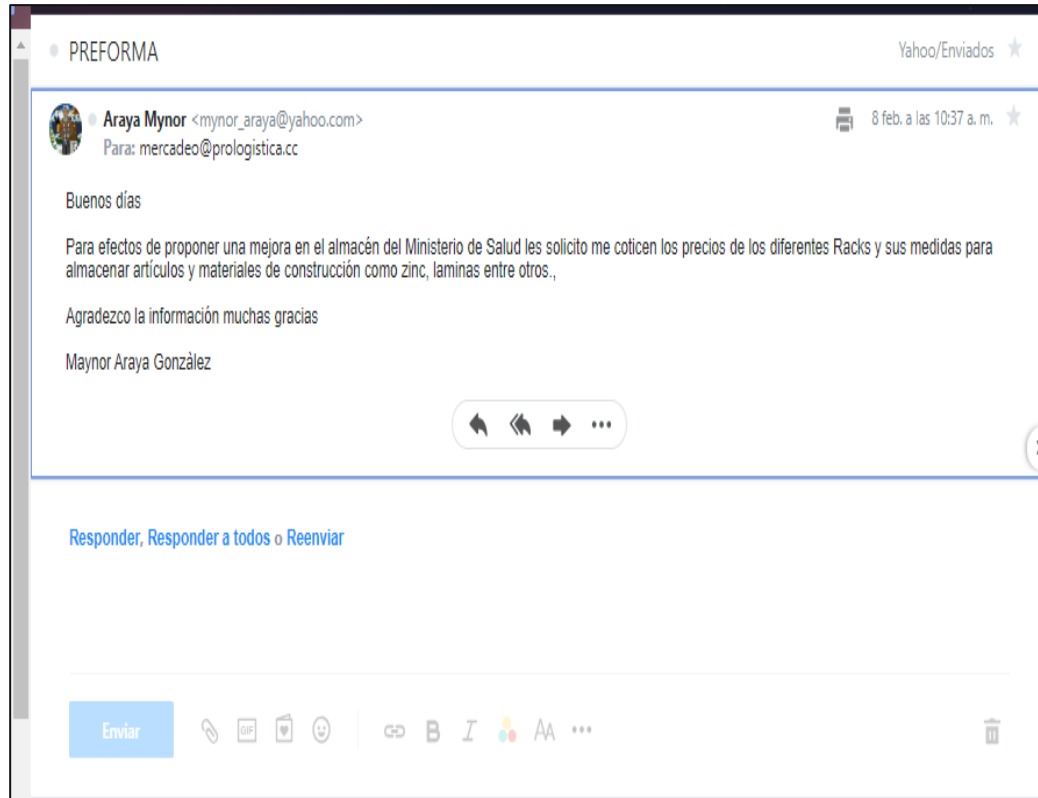 PREFORMA
Yahoo/Enviados
Araya Mynor <mynor_araya@yahoo.com>
8 feb. a las 10:37 a. m.
Para: mercadeo@prologistica.cc
Buenos días
Para efectos de proponer una mejora en el almacén del Ministerio de Salud les solicito me coticen los precios de los diferentes Racks y sus medidas para
almacenar artículos y materiales de construcción como zinc, laminas entre otros.,
Agradezco la información muchas gracias
Maynor Araya Gonzàlez
Responder, Responder a todos o Reenviar
Enviar
GIF
B I AA